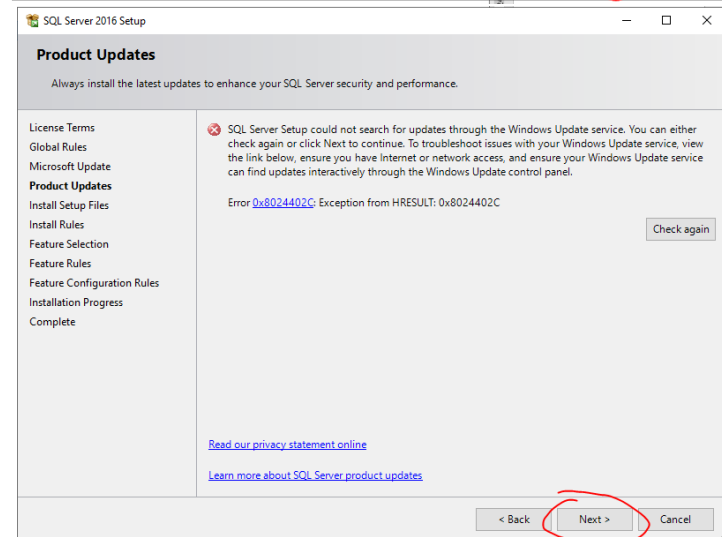 SQL Server 2016 Setup
Product Updates
Always install the latest updates to enhance your SQL Server security and performance.
License Terms
Global Rules
Microsoft Update
Product Updates
Install Setup Files
Install Rules
Feature Selection
Feature Rules
Feature Configuration Rules
Installation Progress
Complete
SQL Server Setup could not search for updates through the Windows Update service. You can either
check again or click Next to continue. To troubleshoot issues with your Windows Update service, view
the link below, ensure you have Internet or network access, and ensure your Windows Update service
can find updates interactively through the Windows Update control panel.
Error 0x8024402C: Exception from HRESULT: 0x8024402C
Check again
Read our privacy statement online
Learn more about SQL Server product updates
< Back Next > Cancel